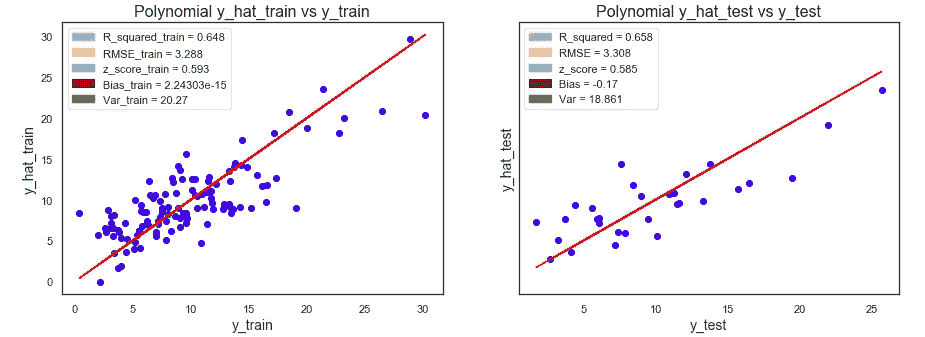 Polynomial y_hat_train vs y_train
R_squared_train = 0.648
RMSE_train = 3.288
z_score_train = 0.593
Bias_train = 2.24303e-15
Var_train = 20.27
y_hat_train
30
25
20
15
10
5
0
0 5 10 15 20 25 30
y_train
Polynomial y_hat_test vs y_test
R_squared = 0.658
RMSE = 3.308
z_score = 0.585
Bias = -0.17
Var = 18.861
y_hat_test
5 10 15 20 25
y_test